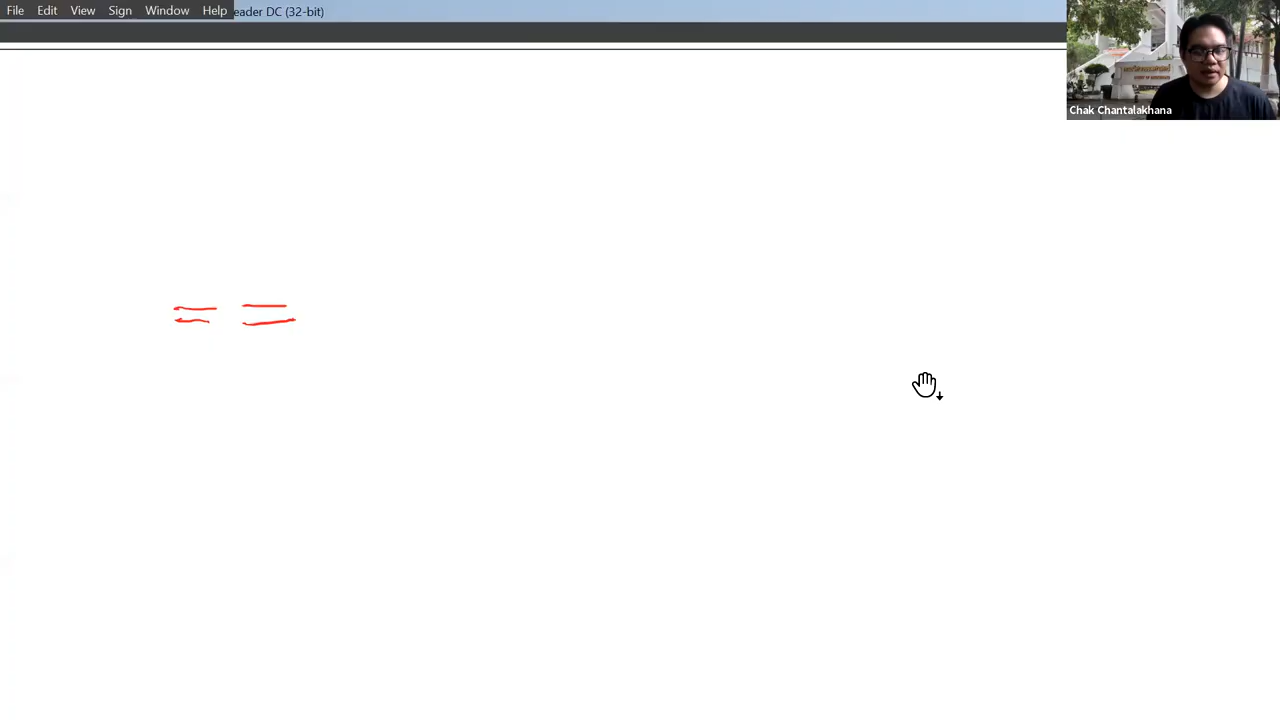 File Edit View Sign Window Help eader DC (32-bit)
Chak Chantalakhana
= =